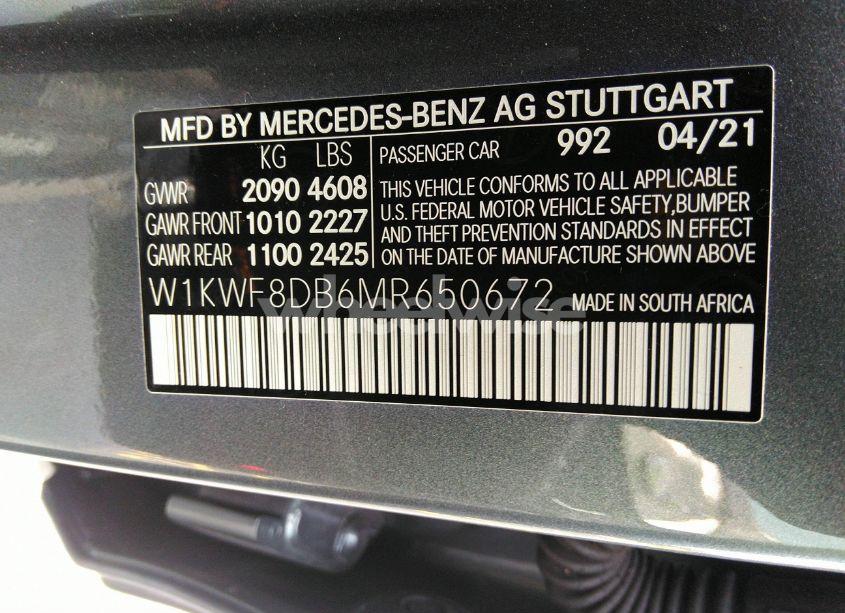 MFD BY MERCEDES-BENZ AG STUTTGART
KG LBS
GVWR 2090 4608
GAWR FRONT 1010 2227
GAWR REAR 1100 2425
PASSENGER CAR 992 04/21
THIS VEHICLE CONFORMS TO ALL APPLICABLE
U.S. FEDERAL MOTOR VEHICLE SAFETY,BUMPER
AND THEFT PREVENTION STANDARDS IN EFFECT
ON THE DATE OF MANUFACTURE SHOWN ABOVE
W1KWF8DB6MR650672 MADE IN SOUTH AFRICA
wheelwise